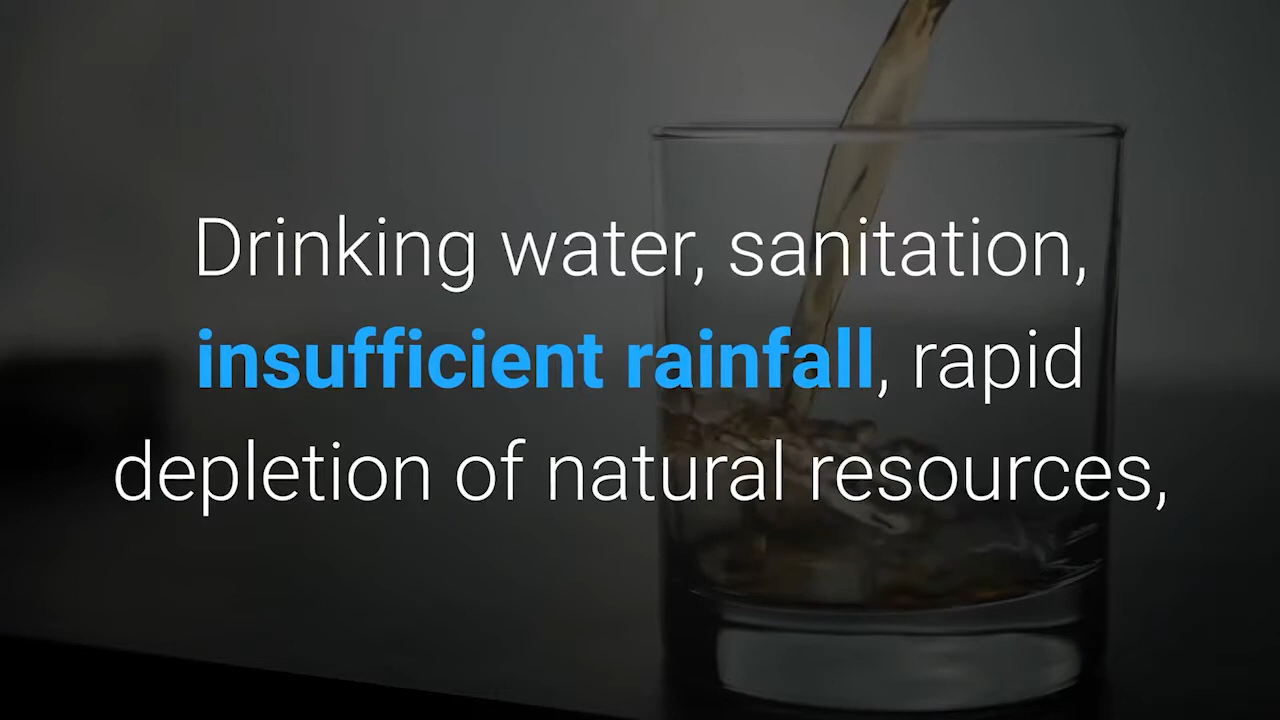 Drinking water, sanitation,
insufficient rainfall, rapid
depletion of natural resources,